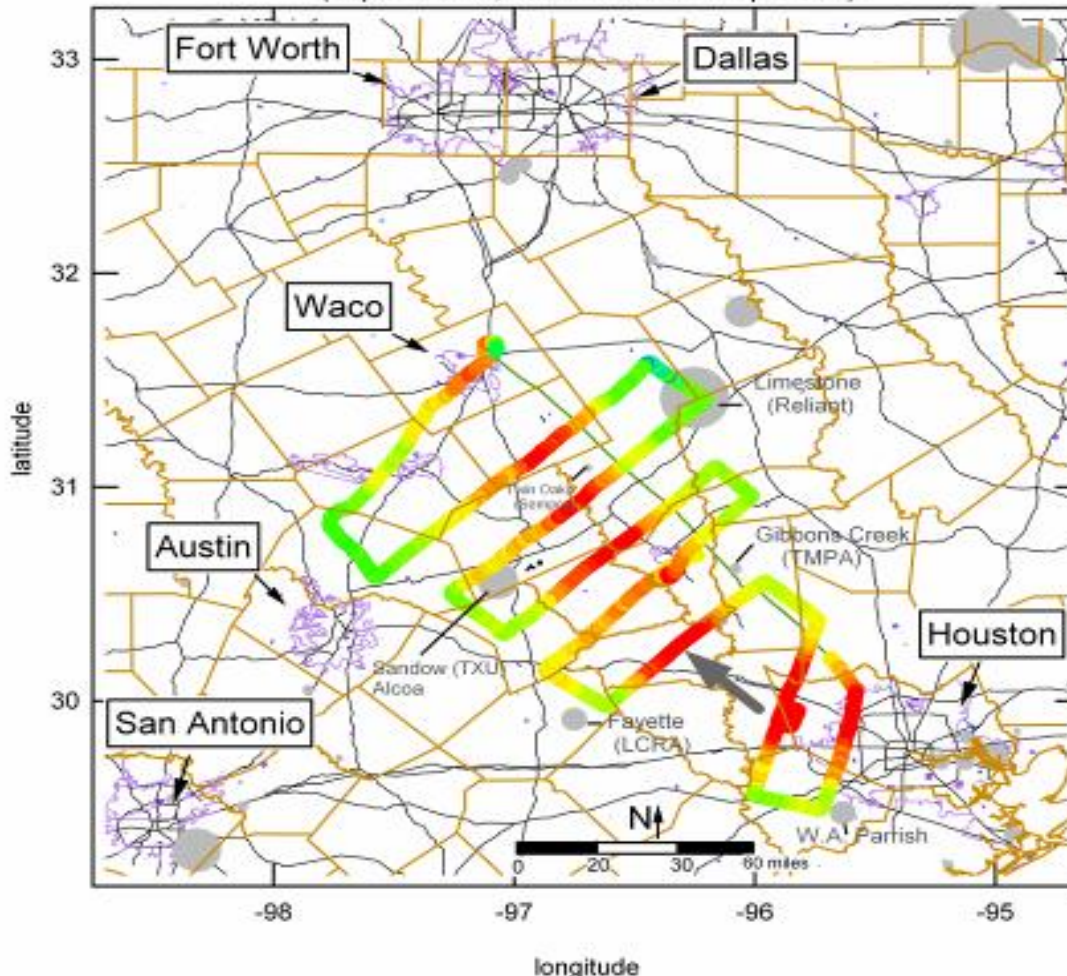 Fort Worth
Dallas
33
32
Waco
Limestone
(Reliant)
31
latitude
Austin
Gibbons Creek
(TMPA)
Houston
Sandow (TXU)
Alcoa
30
San Antonio
Fayette
(LCRA)
N
W.A. Parrish
0
20
30
60 miles
-98
-97
-96
-95
longitude